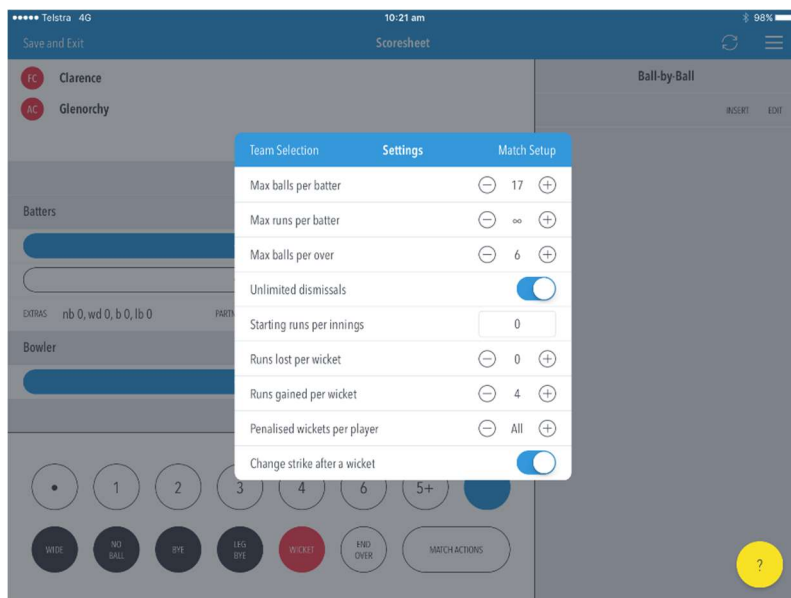 Telstra 4G 10:21 am 98%
Save and Exit Scoresheet
FC Clarence Ball-by-Ball
AC Glenorchy INSERT EDIT
Team Selection Settings Match Setup
Max balls per batter 17
Max runs per batter ∞
Max balls per over 6
Unlimited dismissals
Starting runs per innings 0
Runs lost per wicket 0
Runs gained per wicket 4
Penalised wickets per player All
Change strike after a wicket
Batters
EXTRAS nb 0, wd 0, b 0, lb 0
Bowler
• 1 2 3 4 6 5+
WIDE NO BALL BYE LEG BYE WICKET END OVER MATCH ACTIONS
?